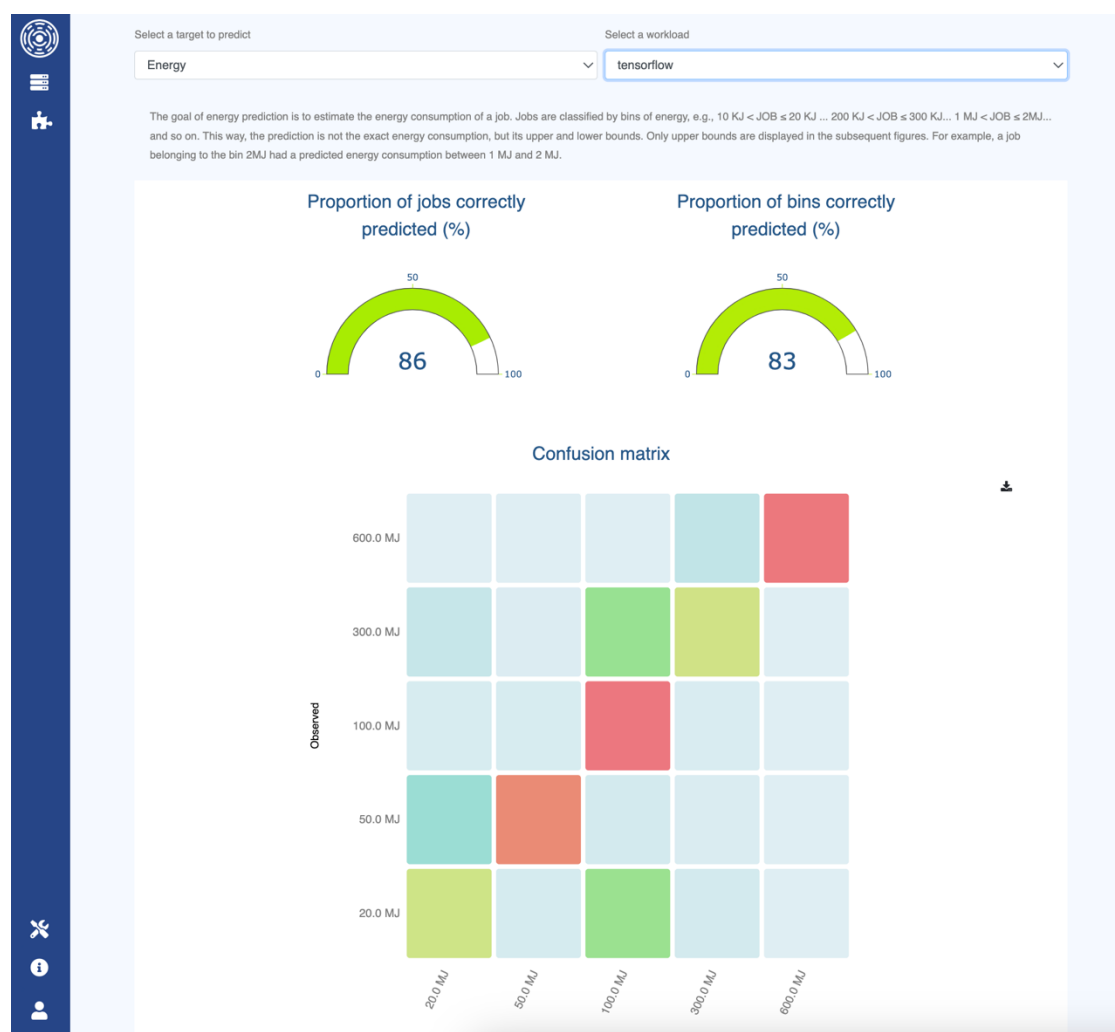 Select a target to predict
Select a workload
Energy
tensorflow
The goal of energy prediction is to estimate the energy consumption of a job. Jobs are classified by bins of energy, e.g., 10 KJ < JOB ≤ 20 KJ ... 200 KJ < JOB ≤ 300 KJ... 1 MJ < JOB ≤ 2MJ...
and so on. This way, the prediction is not the exact energy consumption, but its upper and lower bounds. Only upper bounds are displayed in the subsequent figures. For example, a job
belonging to the bin 2MJ had a predicted energy consumption between 1 MJ and 2 MJ.
Proportion of jobs correctly
predicted (%)
50
86
0
100
Proportion of bins correctly
predicted (%)
50
83
0
100
Confusion matrix
600.0 MJ
300.0 MJ
Observed
100.0 MJ
50.0 MJ
20.0 MJ
20.0 MJ
50.0 MJ
100.0 MJ
300.0 MJ
600.0 MJ